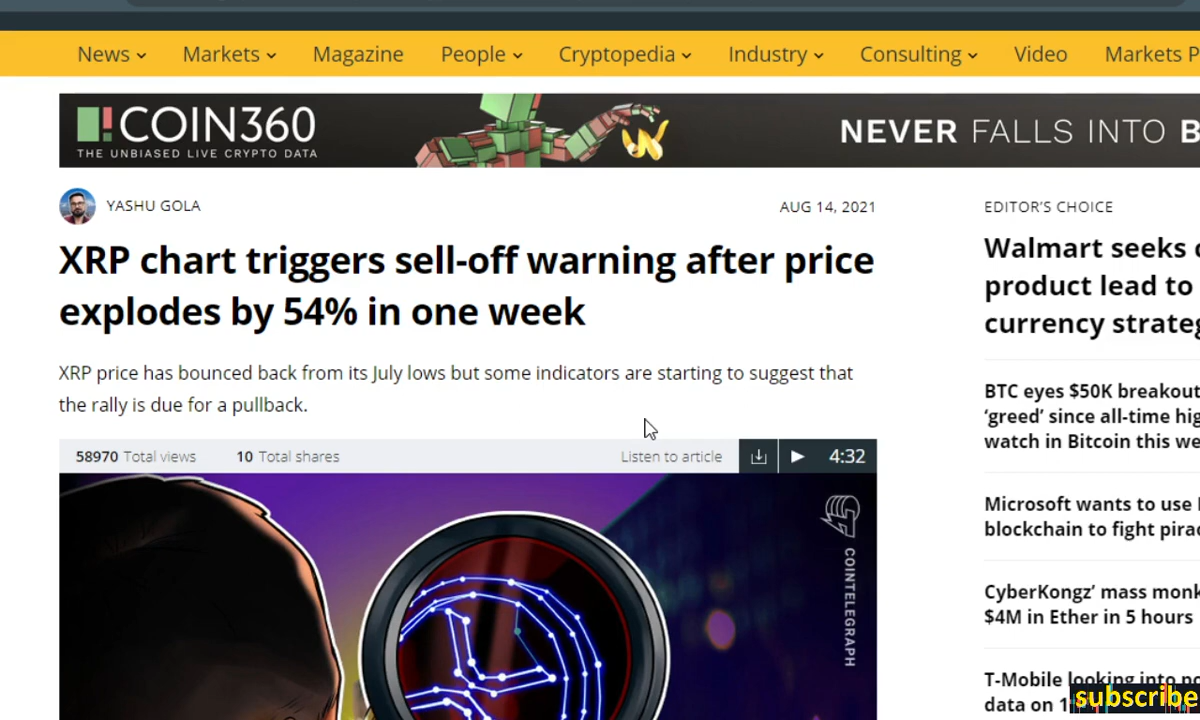 News Markets Magazine People Cryptopedia Industry Consulting Video Markets P
COIN360
THE UNBIASED LIVE CRYPTO DATA
NEVER FALLS INTO B
YASHU GOLA
AUG 14, 2021
XRP chart triggers sell-off warning after price
explodes by 54% in one week
XRP price has bounced back from its July lows but some indicators are starting to suggest that
the rally is due for a pullback.
58970 Total views 10 Total shares Listen to article 4:32
COINTELEGRAPH
EDITOR'S CHOICE
Walmart seeks c
product lead to
currency strateg
BTC eyes $50K breakout
'greed' since all-time hig
watch in Bitcoin this we
Microsoft wants to use
blockchain to fight pirac
CyberKongz' mass monk
$4M in Ether in 5 hours
T-Mobile looking into
data on
subscribe